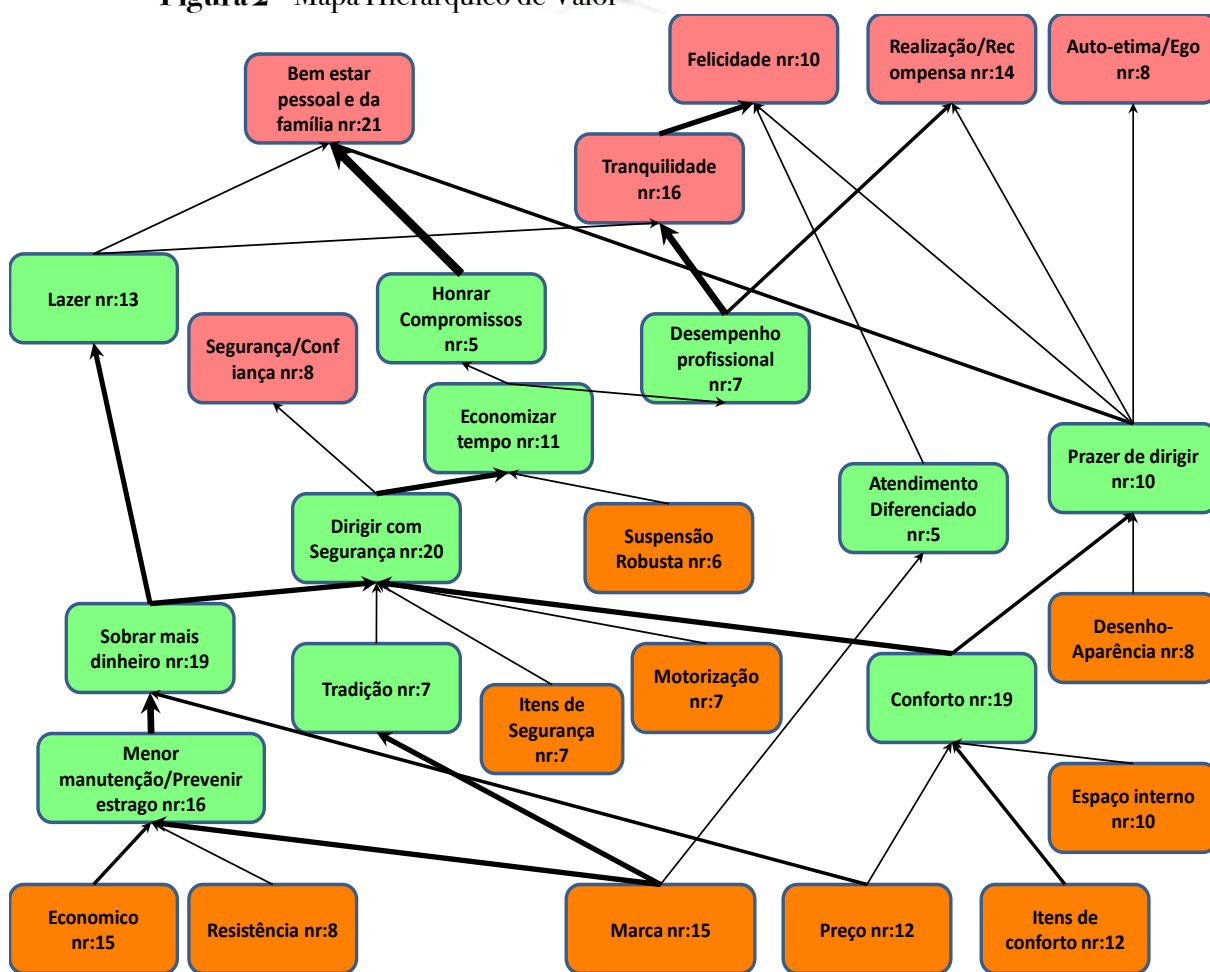 Figura 2 - Mapa Hierárquico de Valor
Felicidade nr:10
Realização/Rec
ompensa nr:14
Auto-etima/Ego
nr:8
Bem estar
pessoal e da
família nr:21
Tranquilidade
nr:16
Lazer nr:13
Honrar
Compromissos
nr:5
Segurança/Conf
iança nr:8
Desempenho
profissional
nr:7
Economizar
tempo nr:11
Prazer de dirigir
nr:10
Atendimento
Diferenciado
nr:5
Dirigir com
Segurança nr:20
Suspensão
Robusta nr:6
Sobrar mais
dinheiro nr:19
Tradição nr:7
Itens de
Segurança
nr:7
Motorização
nr:7
Conforto nr:19
Desenho-
Aparência nr:8
Menor
manutenção/Prevenir
estrago nr:16
Espaço interno
nr:10
Economico
nr:15
Resistência nr:8
Marca nr:15
Preço nr:12
Itens de
conforto nr:12